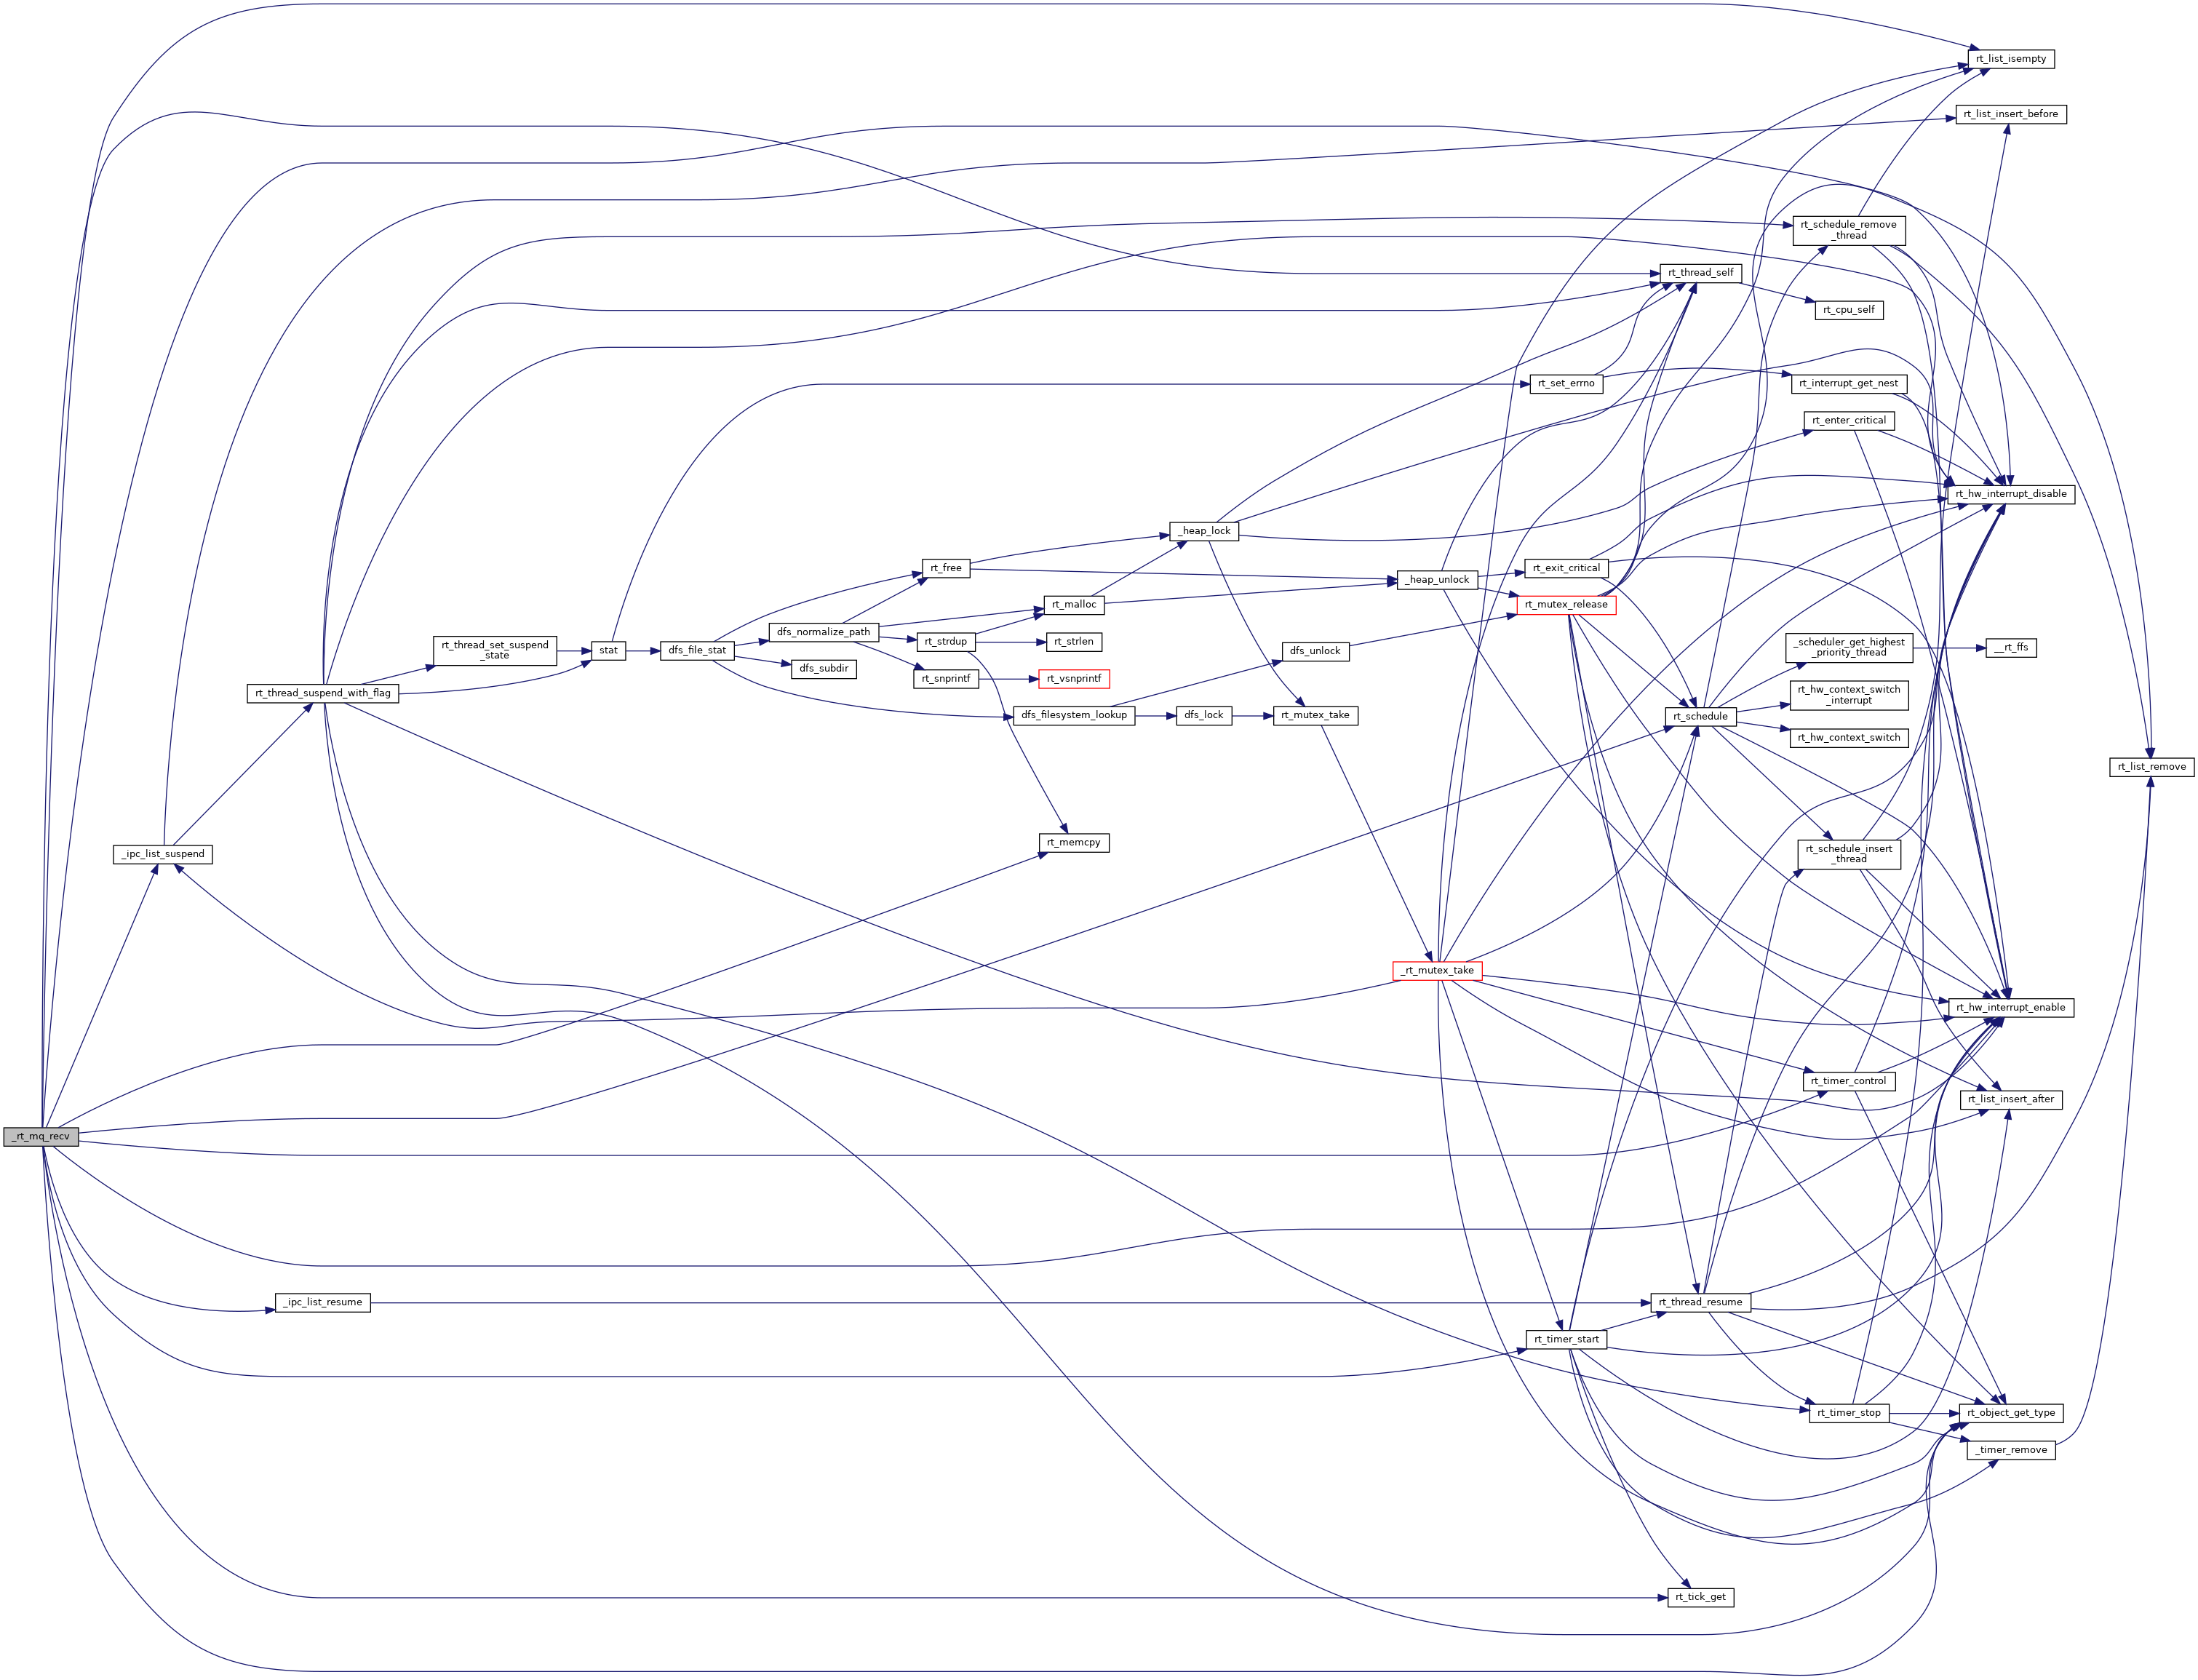 rt_list_isempty
rt_list_insert_before
rt_schedule_remove
_thread
rt_thread_self
rt_cpu_self
rt_set_errno
rt_interrupt_get_nest
rt_enter_critical
rt_hw_interrupt_disable
_heap_lock
rt_free
rt_exit_critical
_heap_unlock
rt_malloc
rt_mutex_release
dfs_normalize_path
rt_strdup
rt_strlen
rt_thread_set_suspend
_state
stat
dfs_file_stat
dfs_unlock
_scheduler_get_highest
_priority_thread
__rt_ffs
dfs_subdir
rt_snprintf
rt_vsnprintf
rt_thread_suspend_with_flag
rt_hw_context_switch
_interrupt
dfs_filesystem_lookup
dfs_lock
rt_mutex_take
rt_schedule
rt_hw_context_switch
rt_list_remove
rt_memcpy
_ipc_list_suspend
rt_schedule_insert
_thread
_rt_mutex_take
rt_hw_interrupt_enable
rt_timer_control
rt_list_insert_after
_rt_mq_recv
_ipc_list_resume
rt_thread_resume
rt_timer_start
rt_timer_stop
rt_object_get_type
_timer_remove
rt_tick_get